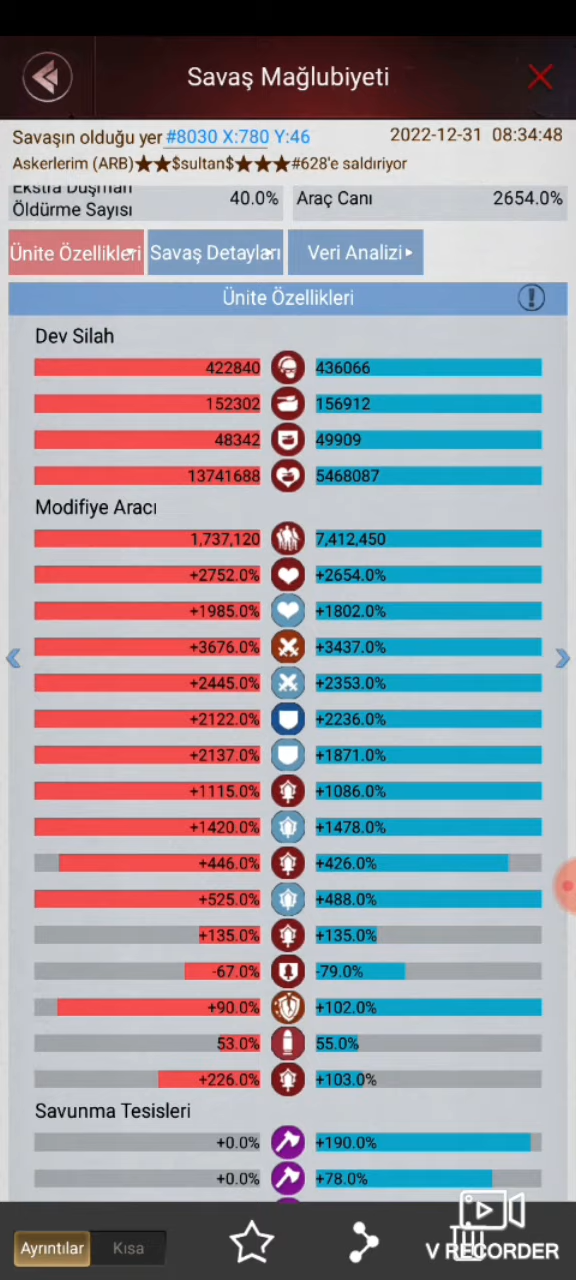 Savaş Mağlubiyeti
Savaşın olduğu yer #8030 X:780 Y:46 2022-12-31 08:34:48
Askerlerim (ARB)★★$sultan$★★★#628'e saldırıyor
Ekstra Düşman
Öldürme Sayısı 40.0% Araç Canı 2654.0%
Ünite Özellikleri Savaş Detayları Veri Analizi
Ünite Özellikleri
Dev Silah
422840 436066
152302 156912
48342 49909
13741688 5468087
Modifiye Aracı
1,737,120 7,412,450
+2752.0% +2654.0%
+1985.0% +1802.0%
+3676.0% +3437.0%
+2445.0% +2353.0%
+2122.0% +2236.0%
+2137.0% +1871.0%
+1115.0% +1086.0%
+1420.0% +1478.0%
+446.0% +426.0%
+525.0% +488.0%
+135.0% +135.0%
-67.0% -79.0%
+90.0% +102.0%
53.0% 55.0%
+226.0% +103.0%
Savunma Tesisleri
+0.0% +190.0%
+0.0% +78.0%
Ayrıntılar Kısa
V RECORDER